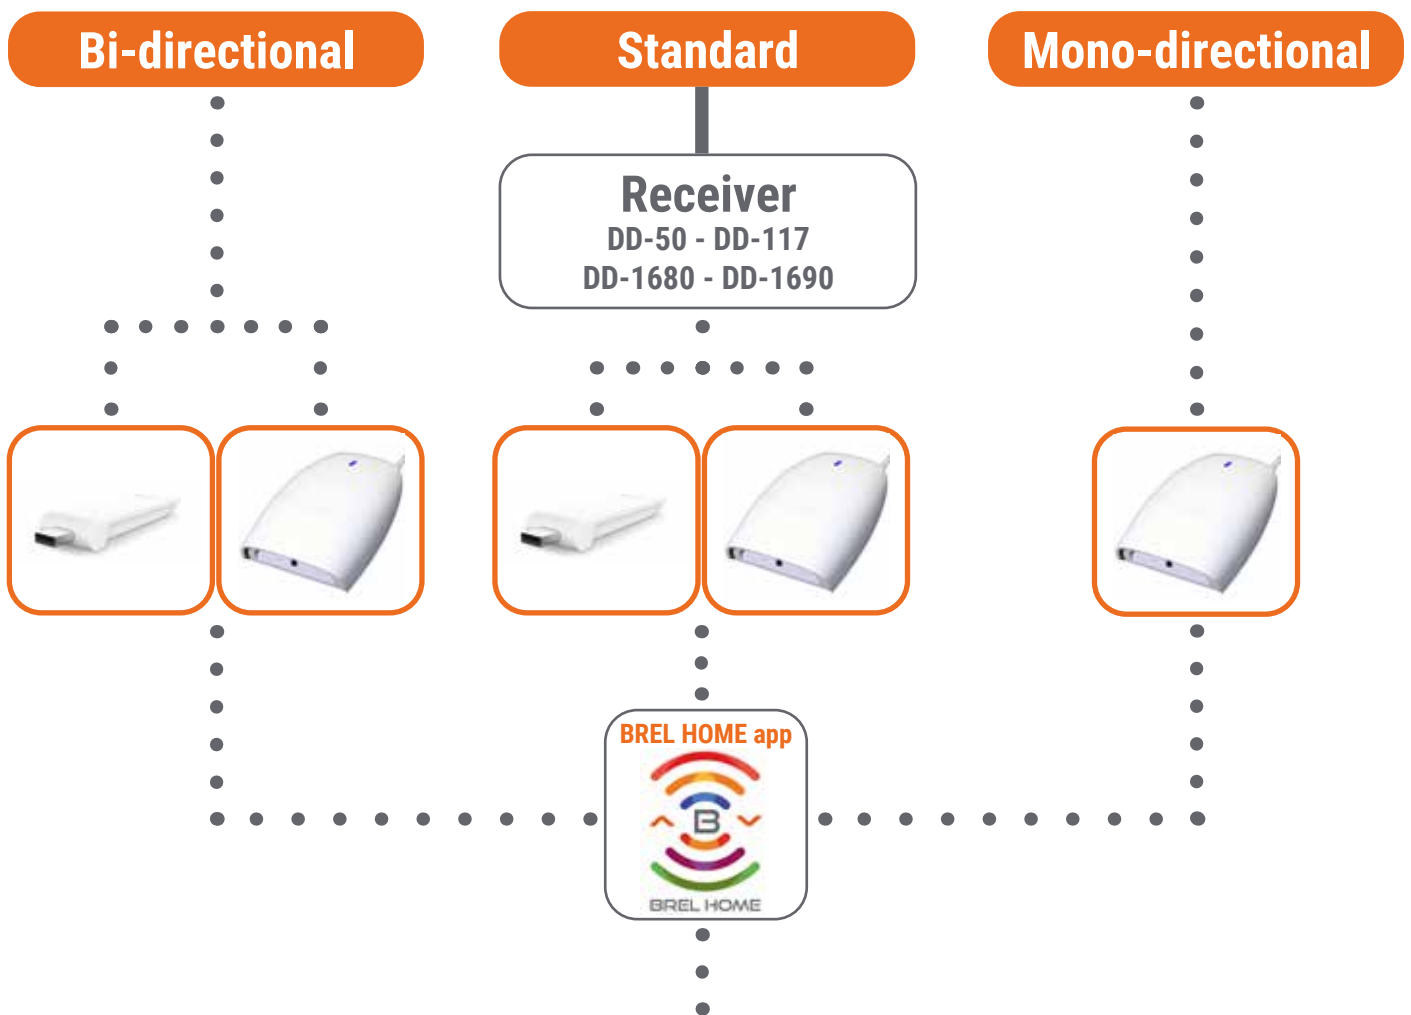 Bi-directional
Standard
Mono-directional
Receiver
DD-50 - DD-117
DD-1680 - DD-1690
BREL HOME app
B
BREL HOME